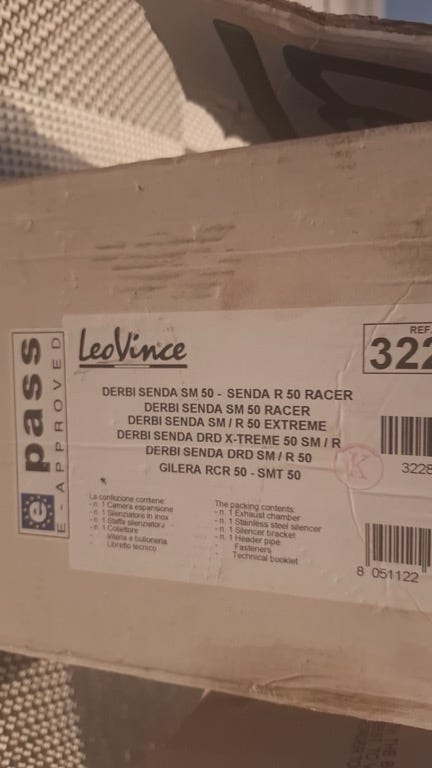 pass
E-APPROVED
e
LeoVince
REF.
322
DERBI SENDA SM 50 - SENDA R 50 RACER
DERBI SENDA SM 50 RACER
DERBI SENDA SM / R 50 EXTREME
DERBI SENDA DRD X-TREME 50 SM / R
DERBI SENDA DRD SM / R 50
GILERA RCR 50 - SMT 50
K
3228
La confezione contiene:
- n. 1 Camera espansione
- n. 1 Silenziatore in inox
- n. 1 Staffa silenziatore
- n. 1 Collettore
- Viteria e bulloneria
- Libretto tecnico
The packing contents:
- n. 1 Exhaust chamber
- n. 1 Stainless steel silencer
- n. 1 Silencer bracket
- n. 1 Header pipe
- Fasteners
Technical booklet
8 051122